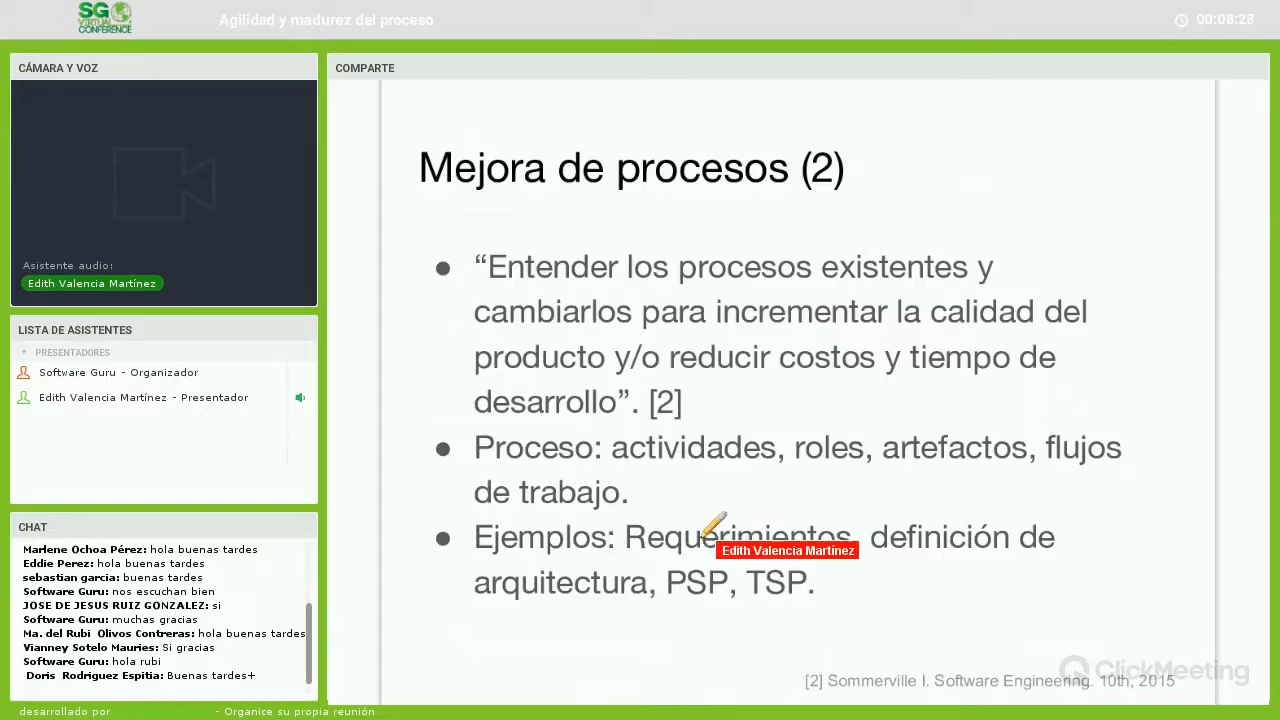 SG
VIRTUAL
CONFERENCE
Agilidad y madurez del proceso
00:08:28
CÁMARA Y VOZ
Asistente audio:
Edith Valencia Martínez
LISTA DE ASISTENTES
PRESENTADORES
Software Guru - Organizador
Edith Valencia Martínez - Presentador
CHAT
Marlene Ochoa Pérez: hola buenas tardes
Eddie Perez: hola buenas tardes
sebastian garcia: buenas tardes
Software Guru: nos escuchan bien
JOSE DE JESUS RUIZ GONZALEZ: si
Software Guru: muchas gracias
Ma. del Rubi Olivos Contreras: hola buenas tardes
Vianney Sotelo Mauries: Si gracias
Software Guru: hola rubi
Doris Rodriguez Espitia: Buenas tardes+
desarrollado por - Organice su propia reunión
COMPARTE
Mejora de procesos (2)
● “Entender los procesos existentes y
cambiarlos para incrementar la calidad del
producto y/o reducir costos y tiempo de
desarrollo”. [2]
● Proceso: actividades, roles, artefactos, flujos
de trabajo.
● Ejemplos: Requerimientos, definición de
Edith Valencia Martínez
arquitectura, PSP, TSP.
ClickMeeting
[2] Sommerville I. Software Engineering. 10th, 2015